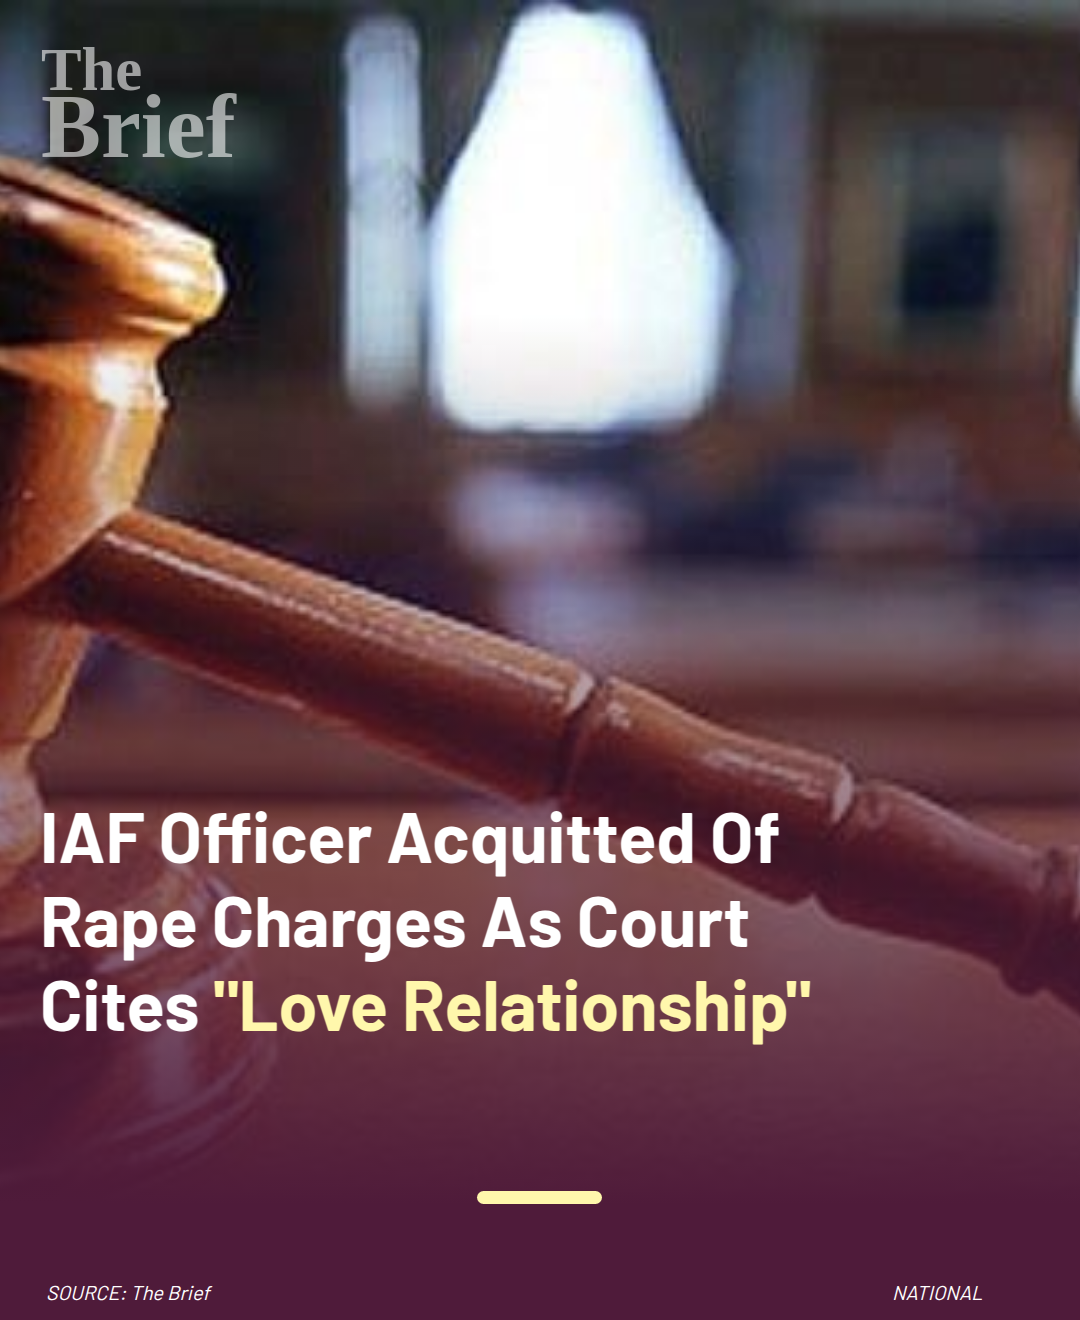 The
Brief
IAF Officer Acquitted Of
Rape Charges As Court
Cites "Love Relationship"
SOURCE: The Brief
NATIONAL